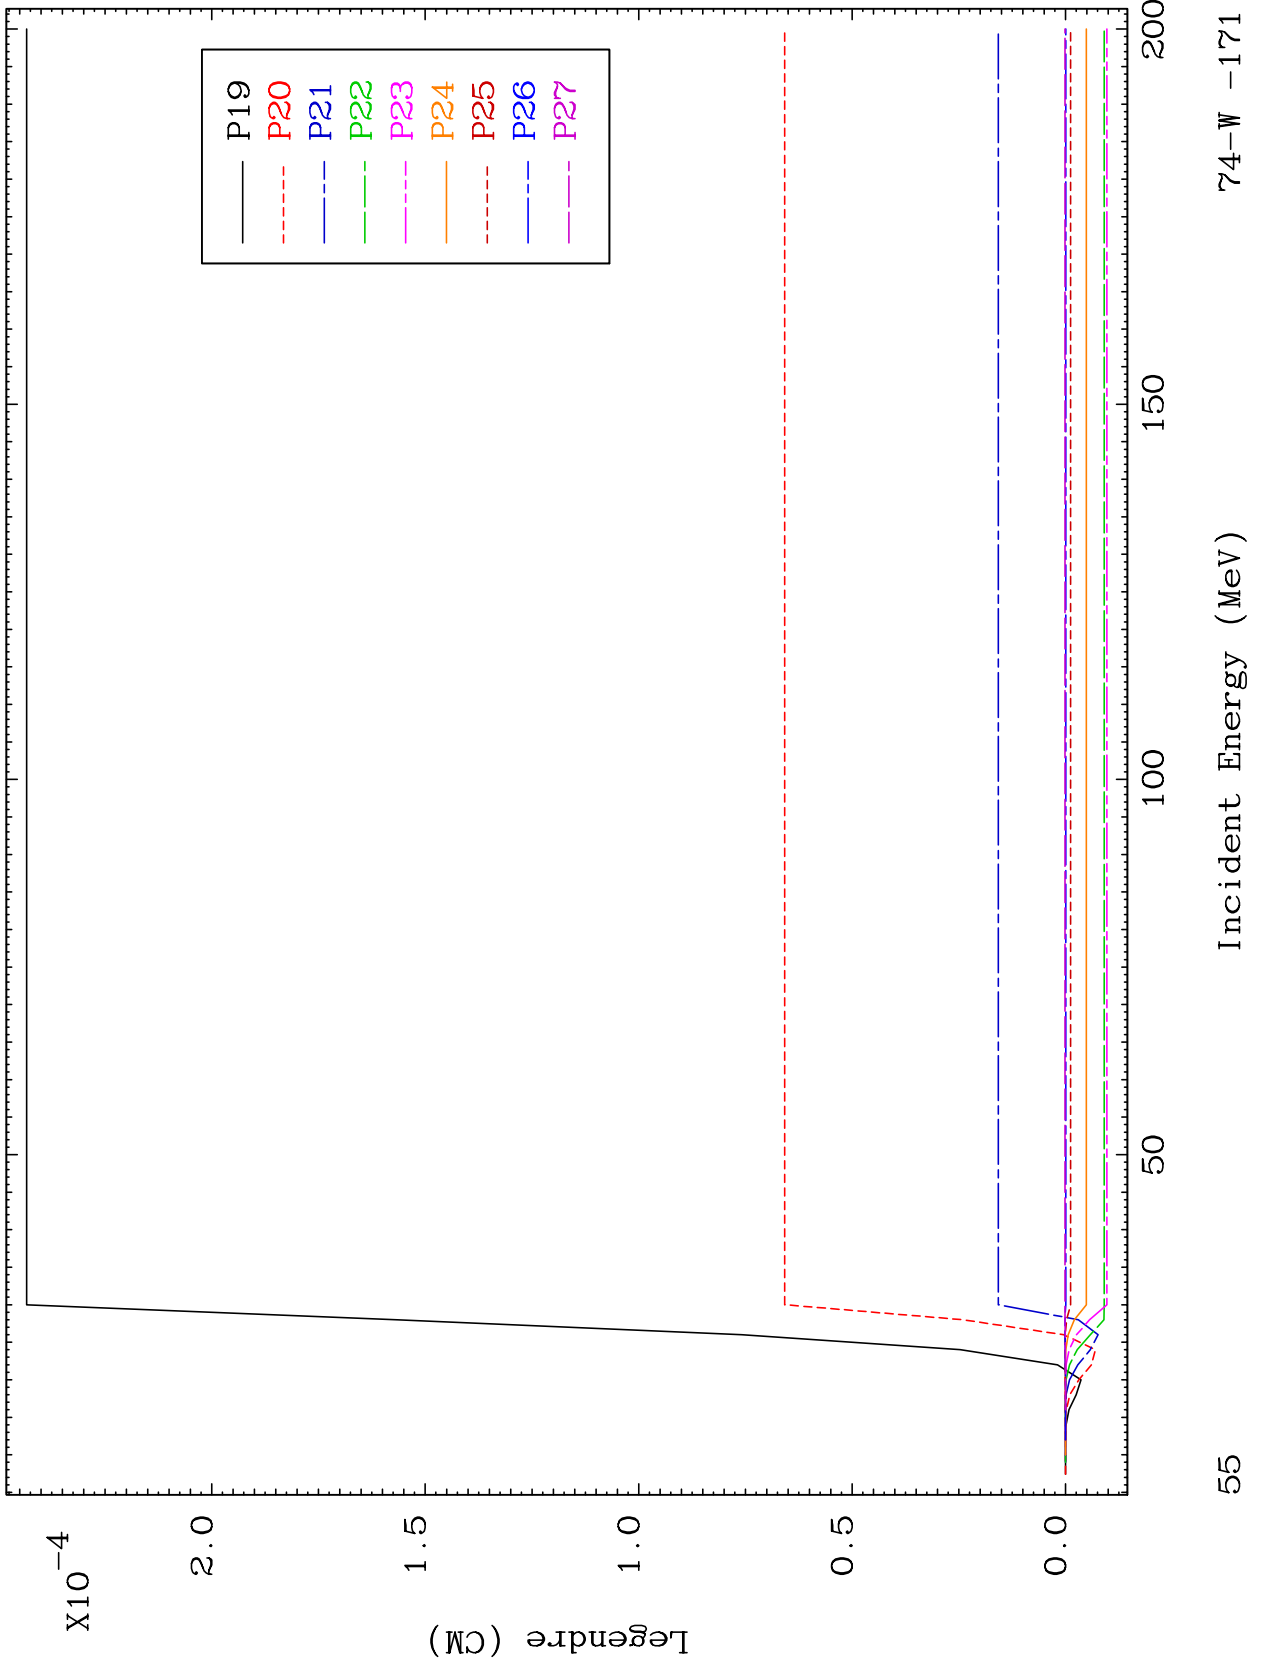 X10-4
2.0
1.5
1.0
0.5
0.0
Legendre (CM)
P19
P20
P21
P22
P23
P24
P25
P26
P27
50
100
150
200
Incident Energy (MeV)
55
74-W -171